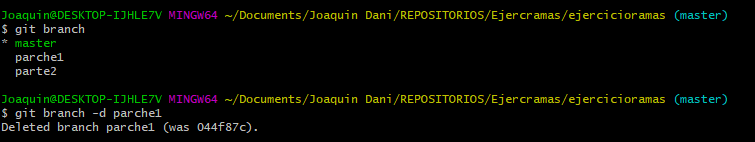 Joaquin@DESKTOP-IJHLE7V MINGW64 ~/Documents/Joaquin Dani/REPOSITORIOS/Ejercramas/ejercicioramas (master)
$ git branch
* master
  parche1
  parte2

Joaquin@DESKTOP-IJHLE7V MINGW64 ~/Documents/Joaquin Dani/REPOSITORIOS/Ejercramas/ejercicioramas (master)
$ git branch -d parche1
Deleted branch parche1 (was 044f87c).